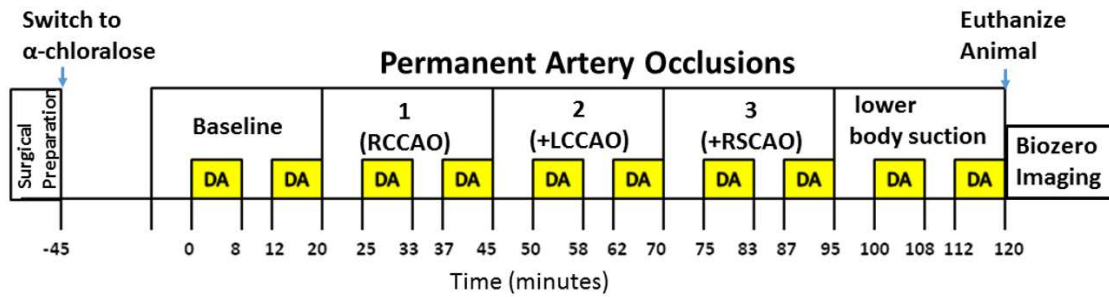 Switch to
α-chloralose
Euthanize
Animal
Permanent Artery Occlusions
Surgical
Preparation
Baseline
1
(RCCAO)
2
(+LCCAO)
3
(+RSCAO)
lower
body suction
Biozero
Imaging
DA DA DA DA DA DA DA DA DA DA
-45 0 8 12 20 25 33 37 45 50 58 62 70 75 83 87 95 100 108 112 120
Time (minutes)